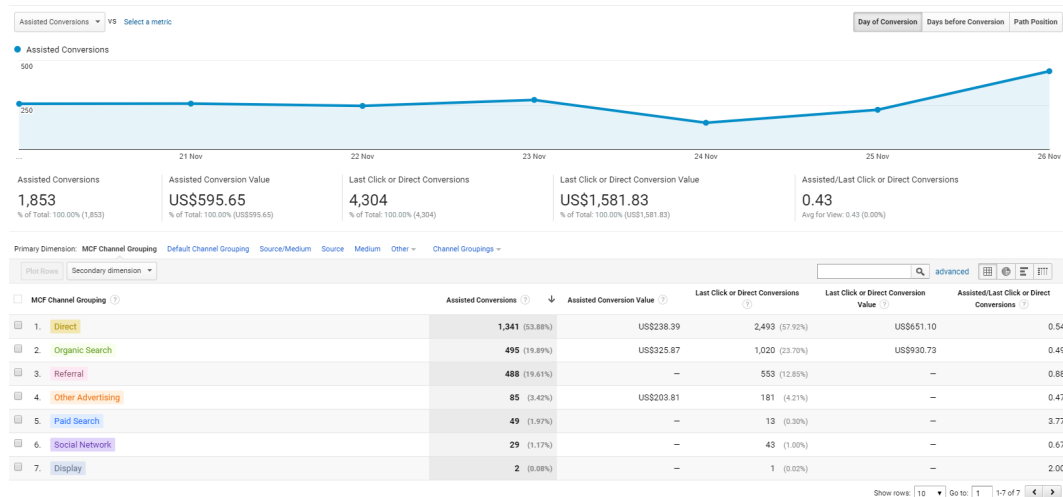 Assisted Conversions VS Select a metric Day of Conversion Days before Conversion Path Position
Assisted Conversions
500
250
... 21 Nov 22 Nov 23 Nov 24 Nov 25 Nov 26 Nov
Assisted Conversions Assisted Conversion Value Last Click or Direct Conversions Last Click or Direct Conversion Value Assisted/Last Click or Direct Conversions
1,853 US$595.65 4,304 US$1,581.83 0.43
% of Total: 100.00% (1,853) % of Total: 100.00% (US$595.65) % of Total: 100.00% (4,304) % of Total: 100.00% (US$1,581.83) Avg for View: 0.43 (0.00%)
Primary Dimension: MCF Channel Grouping Default Channel Grouping Source/Medium Source Medium Other Channel Groupings
Plot Rows Secondary dimension advanced
MCF Channel Grouping ? Assisted Conversions ? ↓ Assisted Conversion Value ? Last Click or Direct Conversions ? Last Click or Direct Conversion Value ? Assisted/Last Click or Direct Conversions ?
1. Direct 1,341 (53.88%) US$238.39 2,493 (57.92%) US$651.10 0.54
2. Organic Search 495 (19.89%) US$325.87 1,020 (23.70%) US$930.73 0.49
3. Referral 488 (19.61%) — 553 (12.85%) — 0.88
4. Other Advertising 85 (3.42%) US$203.81 181 (4.21%) — 0.47
5. Paid Search 49 (1.97%) — 13 (0.30%) — 3.77
6. Social Network 29 (1.17%) — 43 (1.00%) — 0.67
7. Display 2 (0.08%) — 1 (0.02%) — 2.00
Show rows: 10 Go to: 1 1-7 of 7